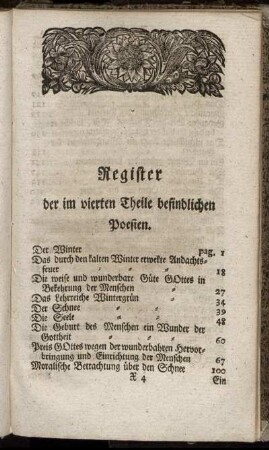 Register
der im vierten Theile befindlichen
Poesien.
Der Winter pag. 1
Das durch den kalten Winter erwekte Andachts-
feuer 18
Die weise und wunderbare Güte GOttes in
Bekehrung der Menschen 27
Das Lehrreiche Wintergrün 34
Der Schnee 39
Die Seele 48
Die Geburt des Menschen ein Wunder der
Gottheit 60
Preis GOttes wegen der wunderbahren Hervor-
bringung und Einrichtung der Menschen 67
Moralische Betrachtung über den Schnee 100
X 4 Ein